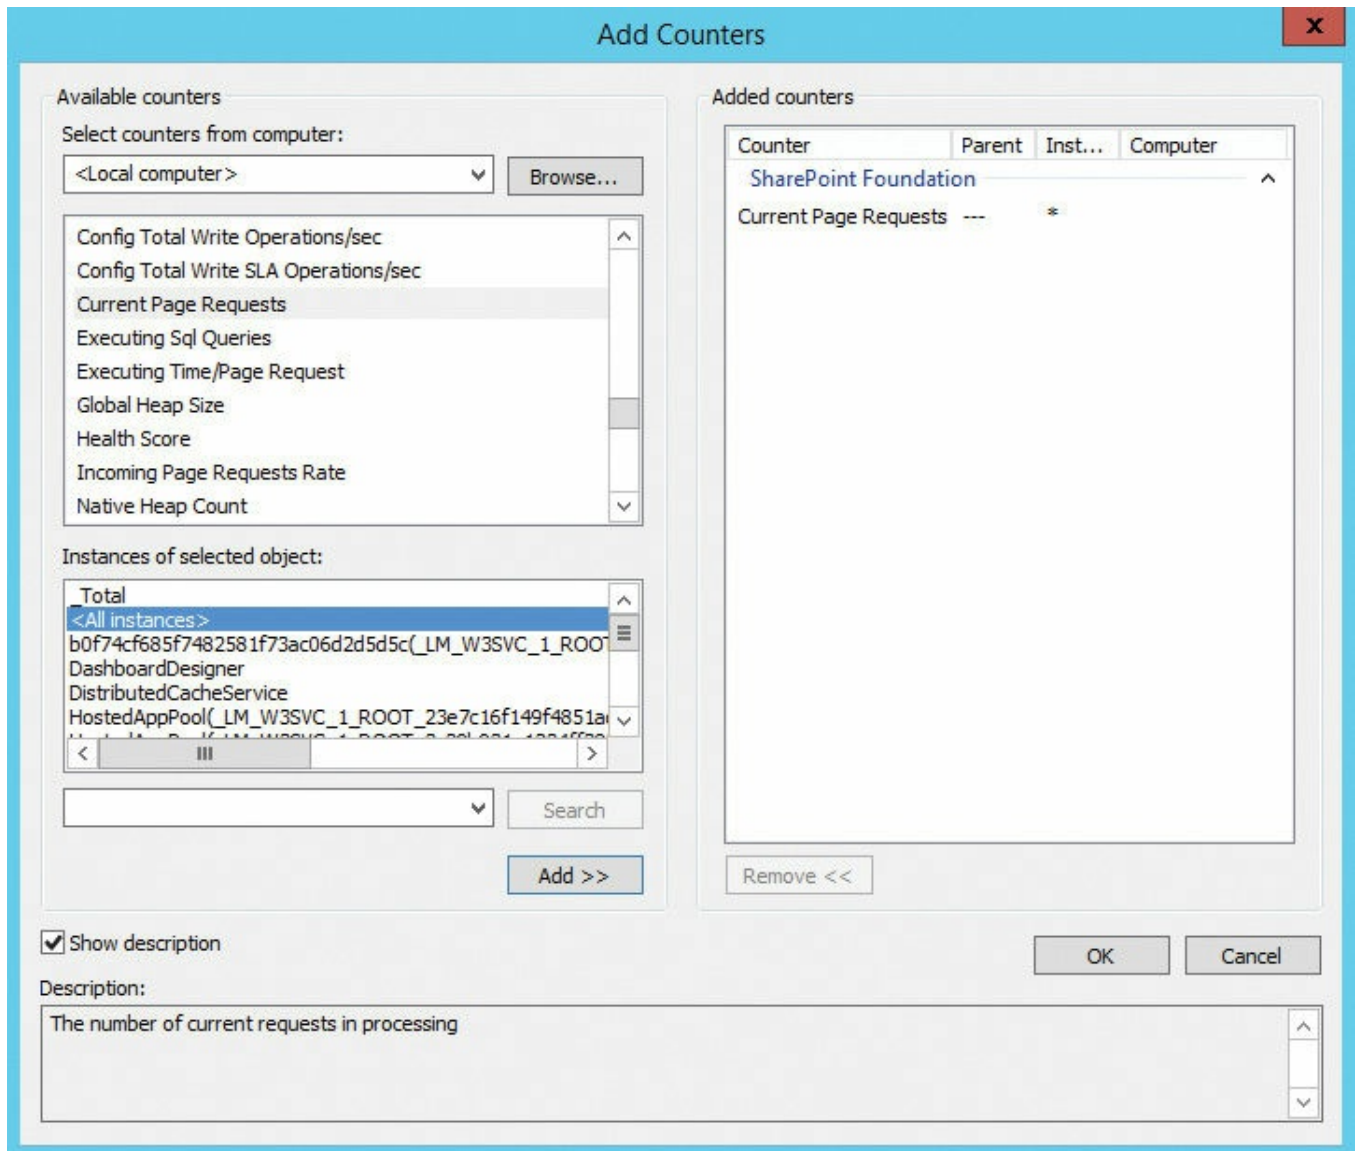 Add Counters
x
Available counters
Select counters from computer:
<Local computer>
Browse...
Config Total Write Operations/sec
Config Total Write SLA Operations/sec
Current Page Requests
Executing Sql Queries
Executing Time/Page Request
Global Heap Size
Health Score
Incoming Page Requests Rate
Native Heap Count
Instances of selected object:
_Total
<All instances>
b0f74cf685f7482581f73ac06d2d5d5c(_LM_W3SVC_1_ROOT
DashboardDesigner
DistributedCacheService
HostedAppPool(_LM_W3SVC_1_ROOT_23e7c16f149f4851a
Search
Add >>
Added counters
Counter Parent Inst... Computer
SharePoint Foundation
Current Page Requests --- *
Remove <<
Show description
OK Cancel
Description:
The number of current requests in processing